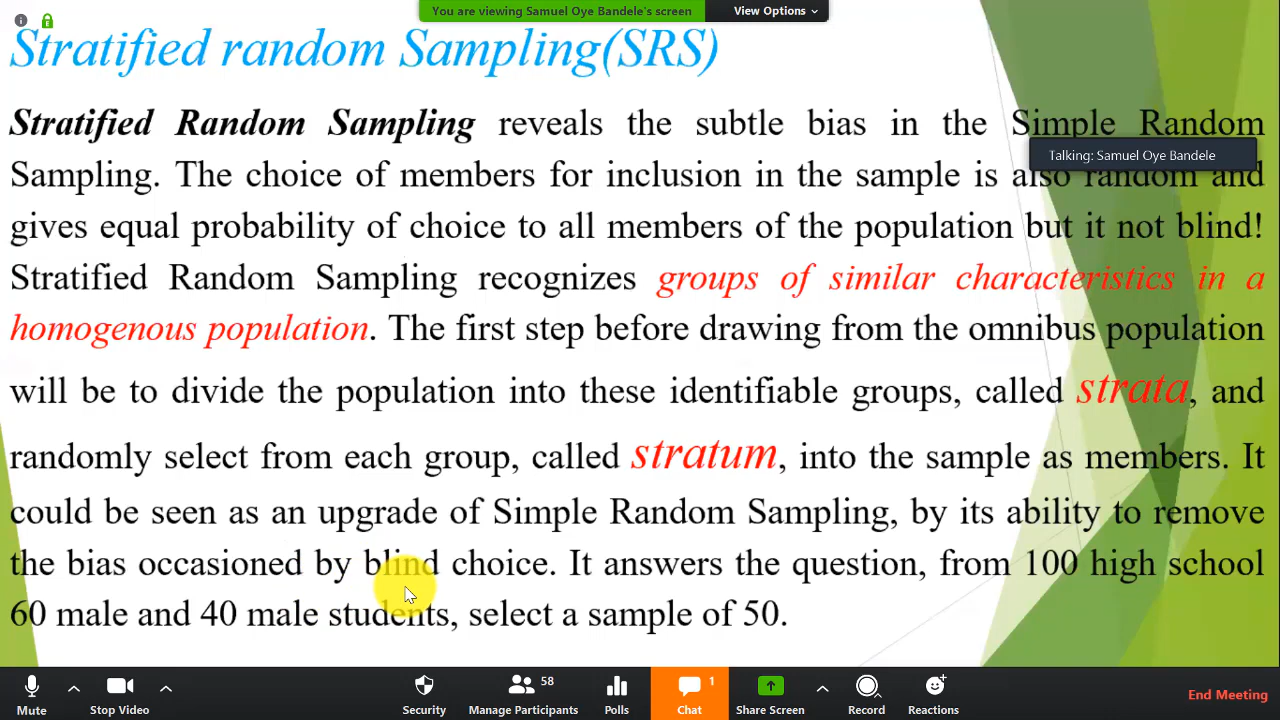 You are viewing Samuel Oye Bandele's screen
View Options
Stratified random Sampling(SRS)
Stratified Random Sampling reveals the subtle bias in the Simple Random
Talking: Samuel Oye Bandele
Sampling. The choice of members for inclusion in the sample is also random and
gives equal probability of choice to all members of the population but it not blind!
Stratified Random Sampling recognizes groups of similar characteristics in a
homogenous population. The first step before drawing from the omnibus population
will be to divide the population into these identifiable groups, called strata, and
randomly select from each group, called stratum, into the sample as members. It
could be seen as an upgrade of Simple Random Sampling, by its ability to remove
the bias occasioned by blind choice. It answers the question, from 100 high school
60 male and 40 male students, select a sample of 50.
58
1
Mute
Stop Video
Security
Manage Participants
Polls
Chat
Share Screen
Record
Reactions
End Meeting